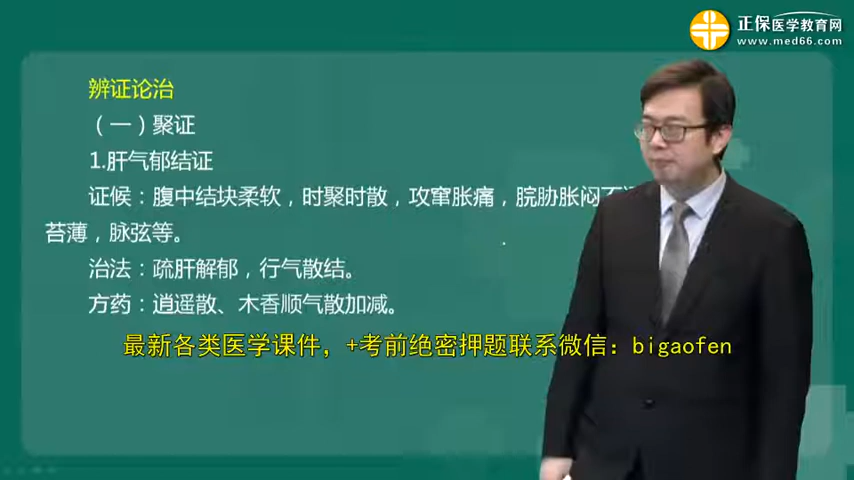 正保医学教育网
www.med66.com
辨证论治
（一）聚证
1.肝气郁结证
证候：腹中结块柔软，时聚时散，攻窜胀痛，脘胁胀闷
苔薄，脉弦等。
治法：疏肝解郁，行气散结。
方药：逍遥散、木香顺气散加减。
最新各类医学课件，+考前绝密押题联系微信：bigaofen